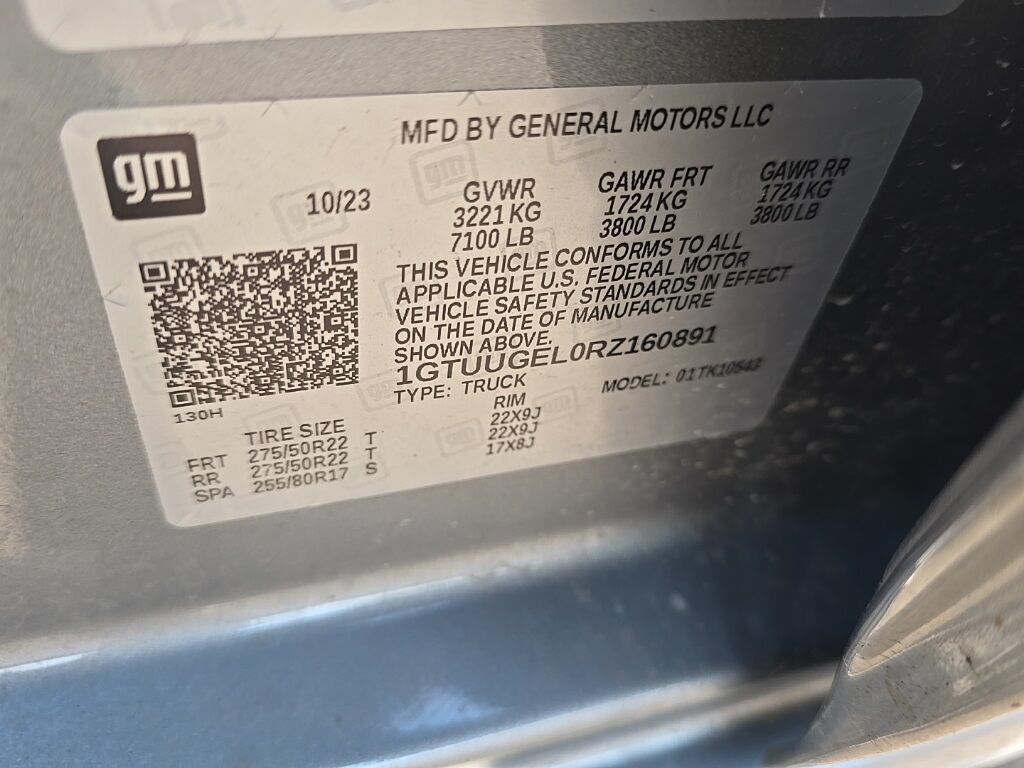 gm
MFD BY GENERAL MOTORS LLC
10/23
GVWR GAWR FRT GAWR RR
3221 KG 1724 KG 1724 KG
7100 LB 3800 LB 3800 LB
THIS VEHICLE CONFORMS TO ALL
APPLICABLE U.S. FEDERAL MOTOR
VEHICLE SAFETY STANDARDS IN EFFECT
ON THE DATE OF MANUFACTURE
SHOWN ABOVE.
1GTUUGEL0RZ160891
TYPE: TRUCK MODEL: 01TK10543
130H
TIRE SIZE RIM
FRT 275/50R22 T 22X9J
RR 275/50R22 T 22X9J
SPA 255/80R17 S 17X8J